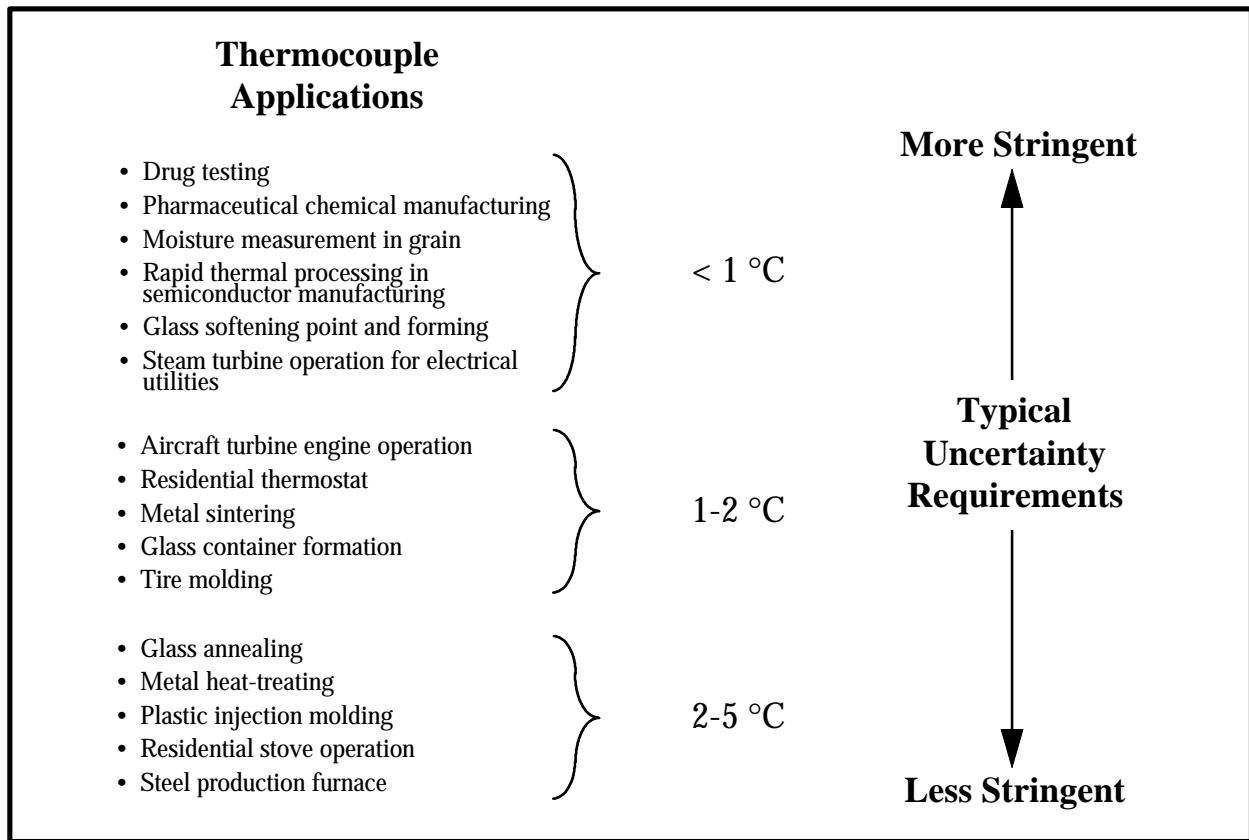 Thermocouple
Applications
• Drug testing
• Pharmaceutical chemical manufacturing
• Moisture measurement in grain
• Rapid thermal processing in
semiconductor manufacturing
• Glass softening point and forming
• Steam turbine operation for electrical
utilities
< 1 °C
• Aircraft turbine engine operation
• Residential thermostat
• Metal sintering
• Glass container formation
• Tire molding
1-2 °C
• Glass annealing
• Metal heat-treating
• Plastic injection molding
• Residential stove operation
• Steel production furnace
2-5 °C
More Stringent
Typical
Uncertainty
Requirements
Less Stringent